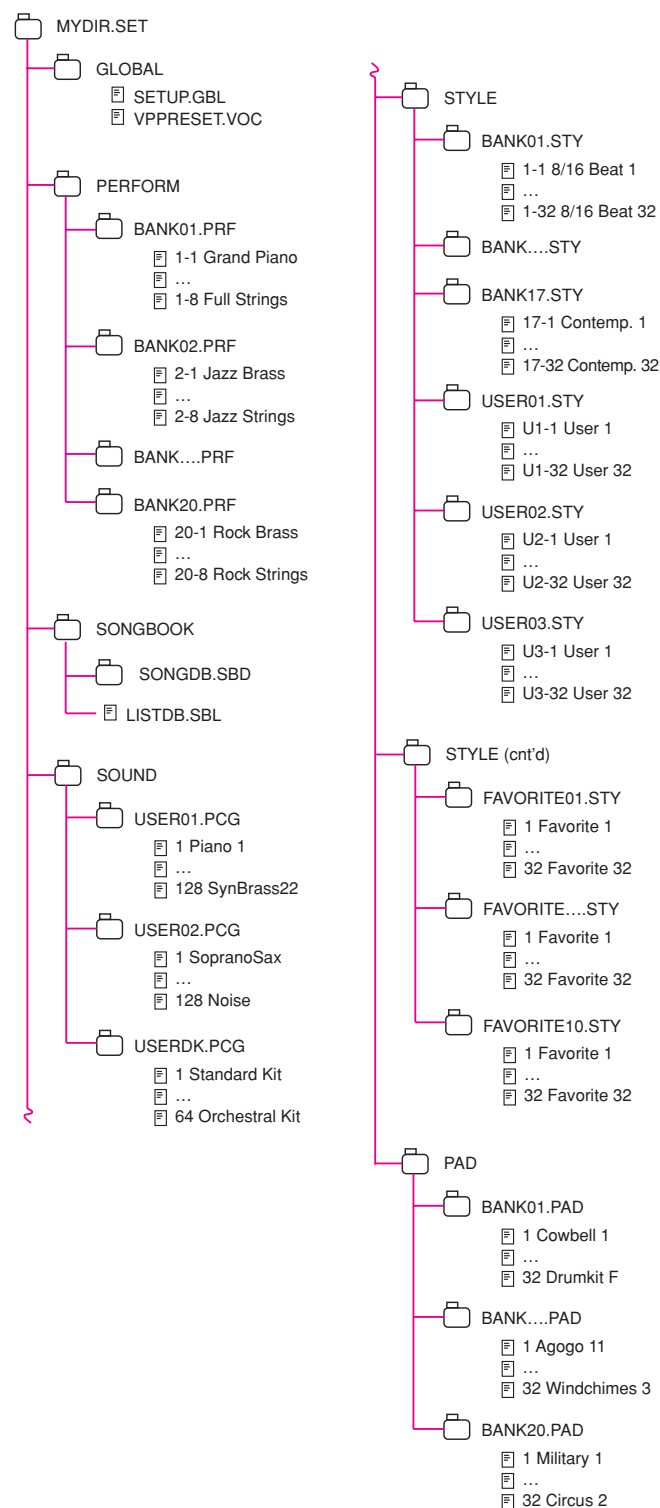 MYDIR.SET
GLOBAL
SETUP.GBL
VPPRESET.VOC
PERFORM
BANK01.PRF
1-1 Grand Piano
…
1-8 Full Strings
BANK02.PRF
2-1 Jazz Brass
…
2-8 Jazz Strings
BANK….PRF
BANK20.PRF
20-1 Rock Brass
…
20-8 Rock Strings
SONGBOOK
SONGDB.SBD
LISTDB.SBL
SOUND
USER01.PCG
1 Piano 1
…
128 SynBrass22
USER02.PCG
1 SopranoSax
…
128 Noise
USERDK.PCG
1 Standard Kit
…
64 Orchestral Kit
STYLE
BANK01.STY
1-1 8/16 Beat 1
…
1-32 8/16 Beat 32
BANK….STY
BANK17.STY
17-1 Contemp. 1
…
17-32 Contemp. 32
USER01.STY
U1-1 User 1
…
U1-32 User 32
USER02.STY
U2-1 User 1
…
U2-32 User 32
USER03.STY
U3-1 User 1
…
U3-32 User 32
STYLE (cnt'd)
FAVORITE01.STY
1 Favorite 1
…
32 Favorite 32
FAVORITE….STY
1 Favorite 1
…
32 Favorite 32
FAVORITE10.STY
1 Favorite 1
…
32 Favorite 32
PAD
BANK01.PAD
1 Cowbell 1
…
32 Drumkit F
BANK….PAD
1 Agogo 11
…
32 Windchimes 3
BANK20.PAD
1 Military 1
…
32 Circus 2